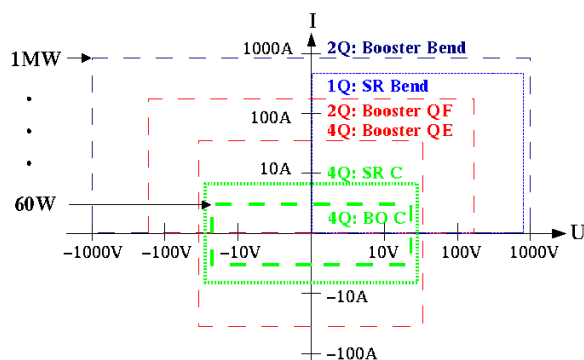 I
1000A
2Q: Booster Bend
1MW
1Q: SR Bend
2Q: Booster QF
100A
4Q: Booster QE
10A
4Q: SR C
60W
4Q: BO C
U
−1000V −100V −10V 10V 100V 1000V
−10A
−100A